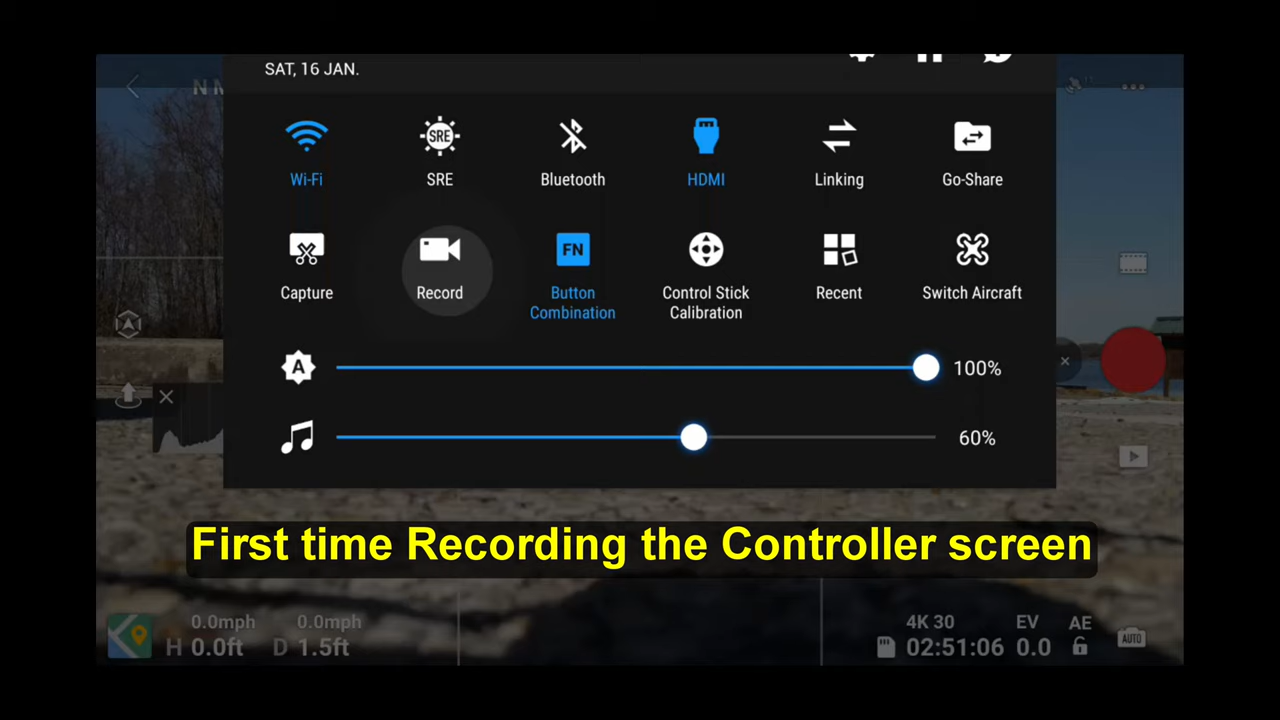 SAT, 16 JAN.
N
Wi-Fi
SRE
SRE
Bluetooth
HDMI
Linking
Go-Share
Capture
Record
FN
Button
Combination
Control Stick
Calibration
Recent
Switch Aircraft
A
100%
60%
First time Recording the Controller screen
0.0mph 0.0mph
H 0.0ft D 1.5ft
4K 30 EV AE
02:51:06 0.0
AUTO